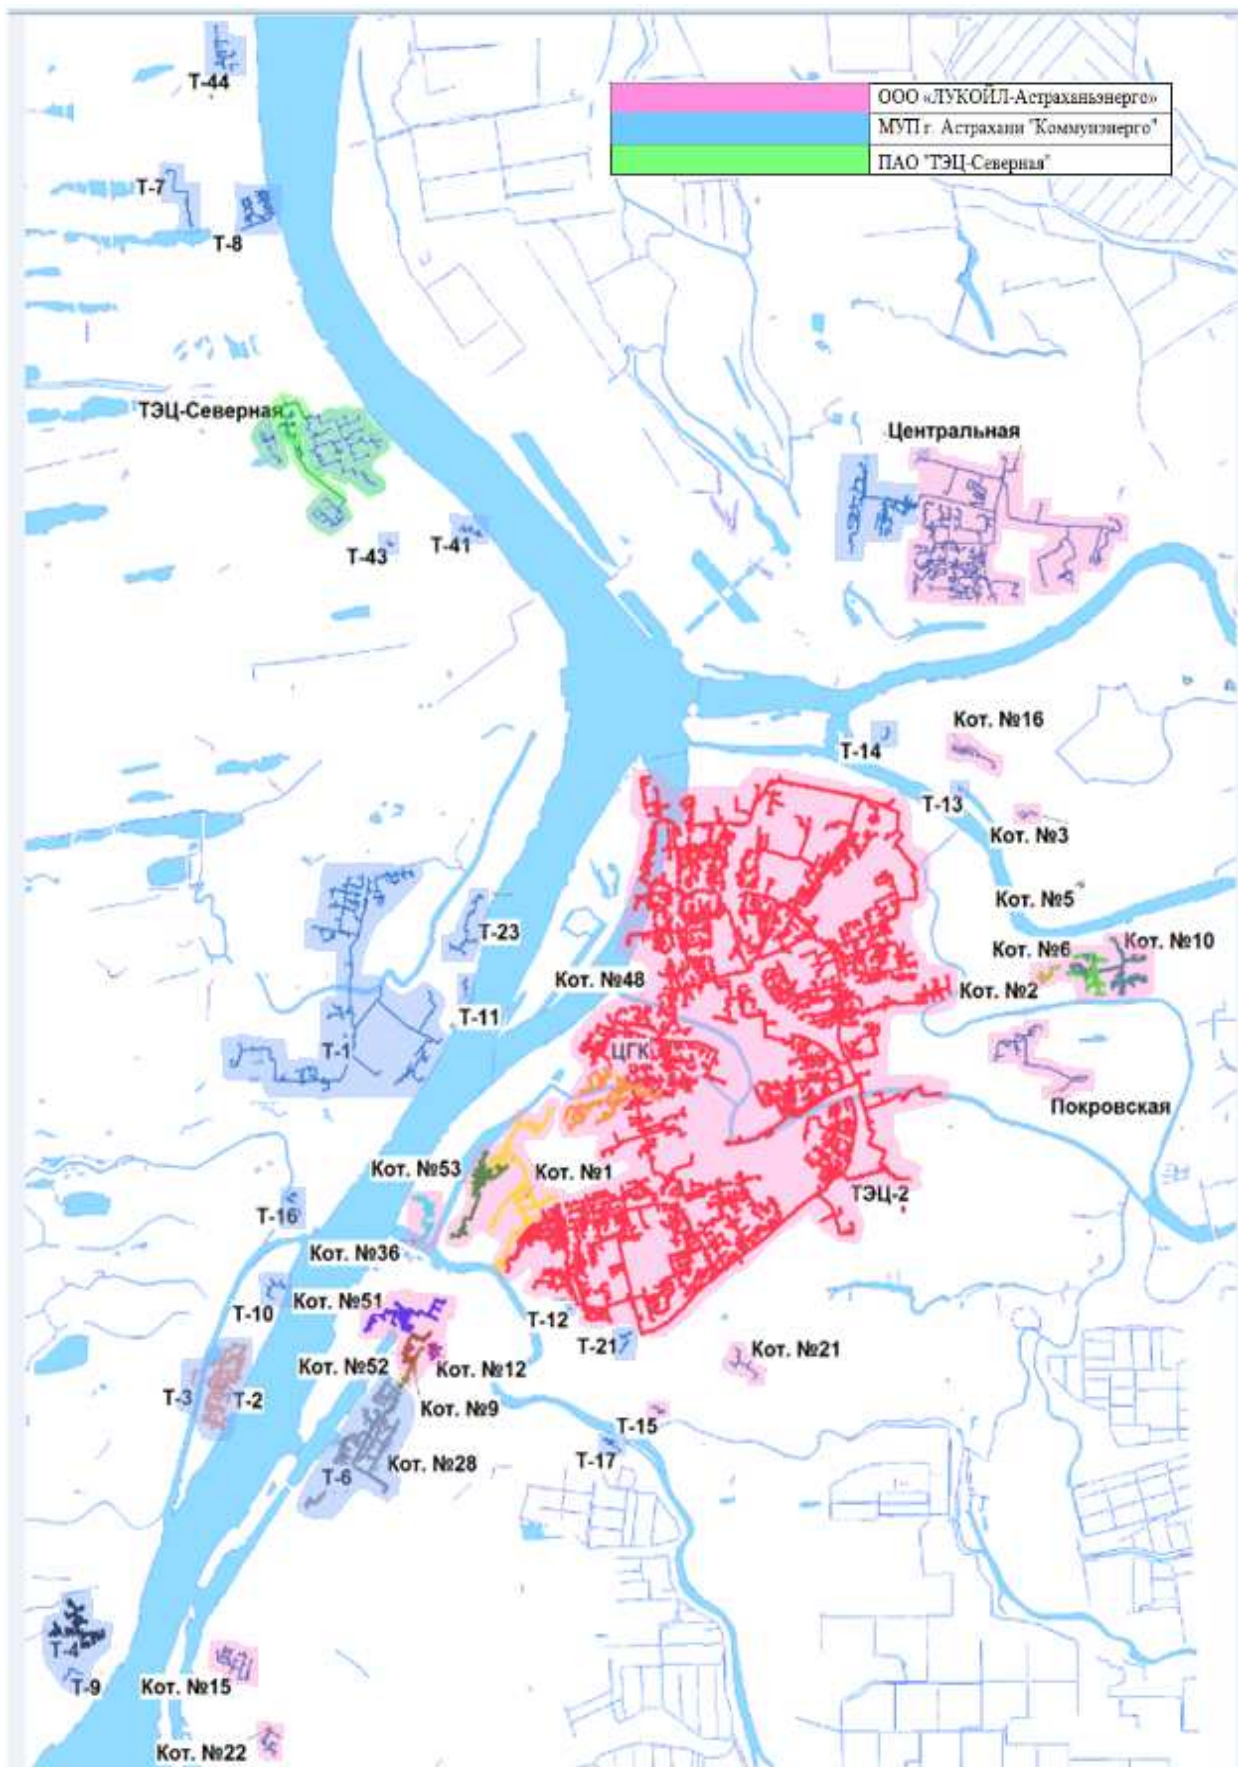 Т-44
ООО «ЛУКОЙЛ-Астраханьэнерго»
МУП г. Астрахани "Коммунэнерго"
ПАО "ТЭЦ-Северная"
Т-7
Т-8
ТЭЦ-Северная
Центральная
Т-43
Т-41
Кот. №16
Т-14
Т-13
Кот. №3
Кот. №5
Т-23
Кот. №6
Кот. №10
Кот. №48
Кот. №2
Т-11
Т-1
ЦГК
Покровская
Кот. №53
Кот. №1
ТЭЦ-2
Т-16
Кот. №36
Т-10
Кот. №51
Т-12
Т-21
Кот. №21
Кот. №52
Кот. №12
Т-3
Т-2
Кот. №9
Т-15
Т-17
Кот. №28
Т-6
Т-4
Т-9
Кот. №15
Кот. №22